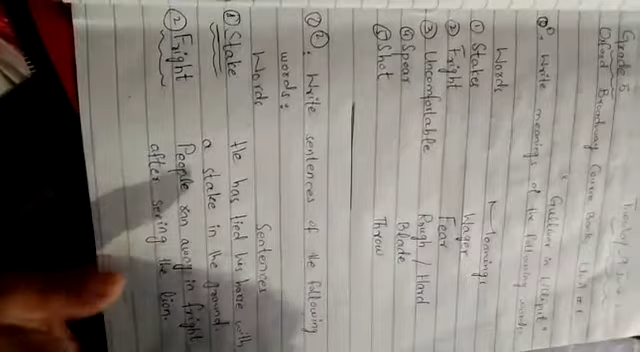 Grade 5
Oxford Broadway Course Book
"Gulliver in Lilliput"
Q1. Write meanings of the following words.
Words Meanings
① Stakes Wager
② Fright Fear
③ Uncomfortable Rough / Hard
④ Spear Blade
⑤ Shot Throw
Q2. Write sentences of the following
words:
Words Sentences
① Stake He has tied his horse with
a stake in the ground.
② Fright People ran away in fright
after seeing the lion.